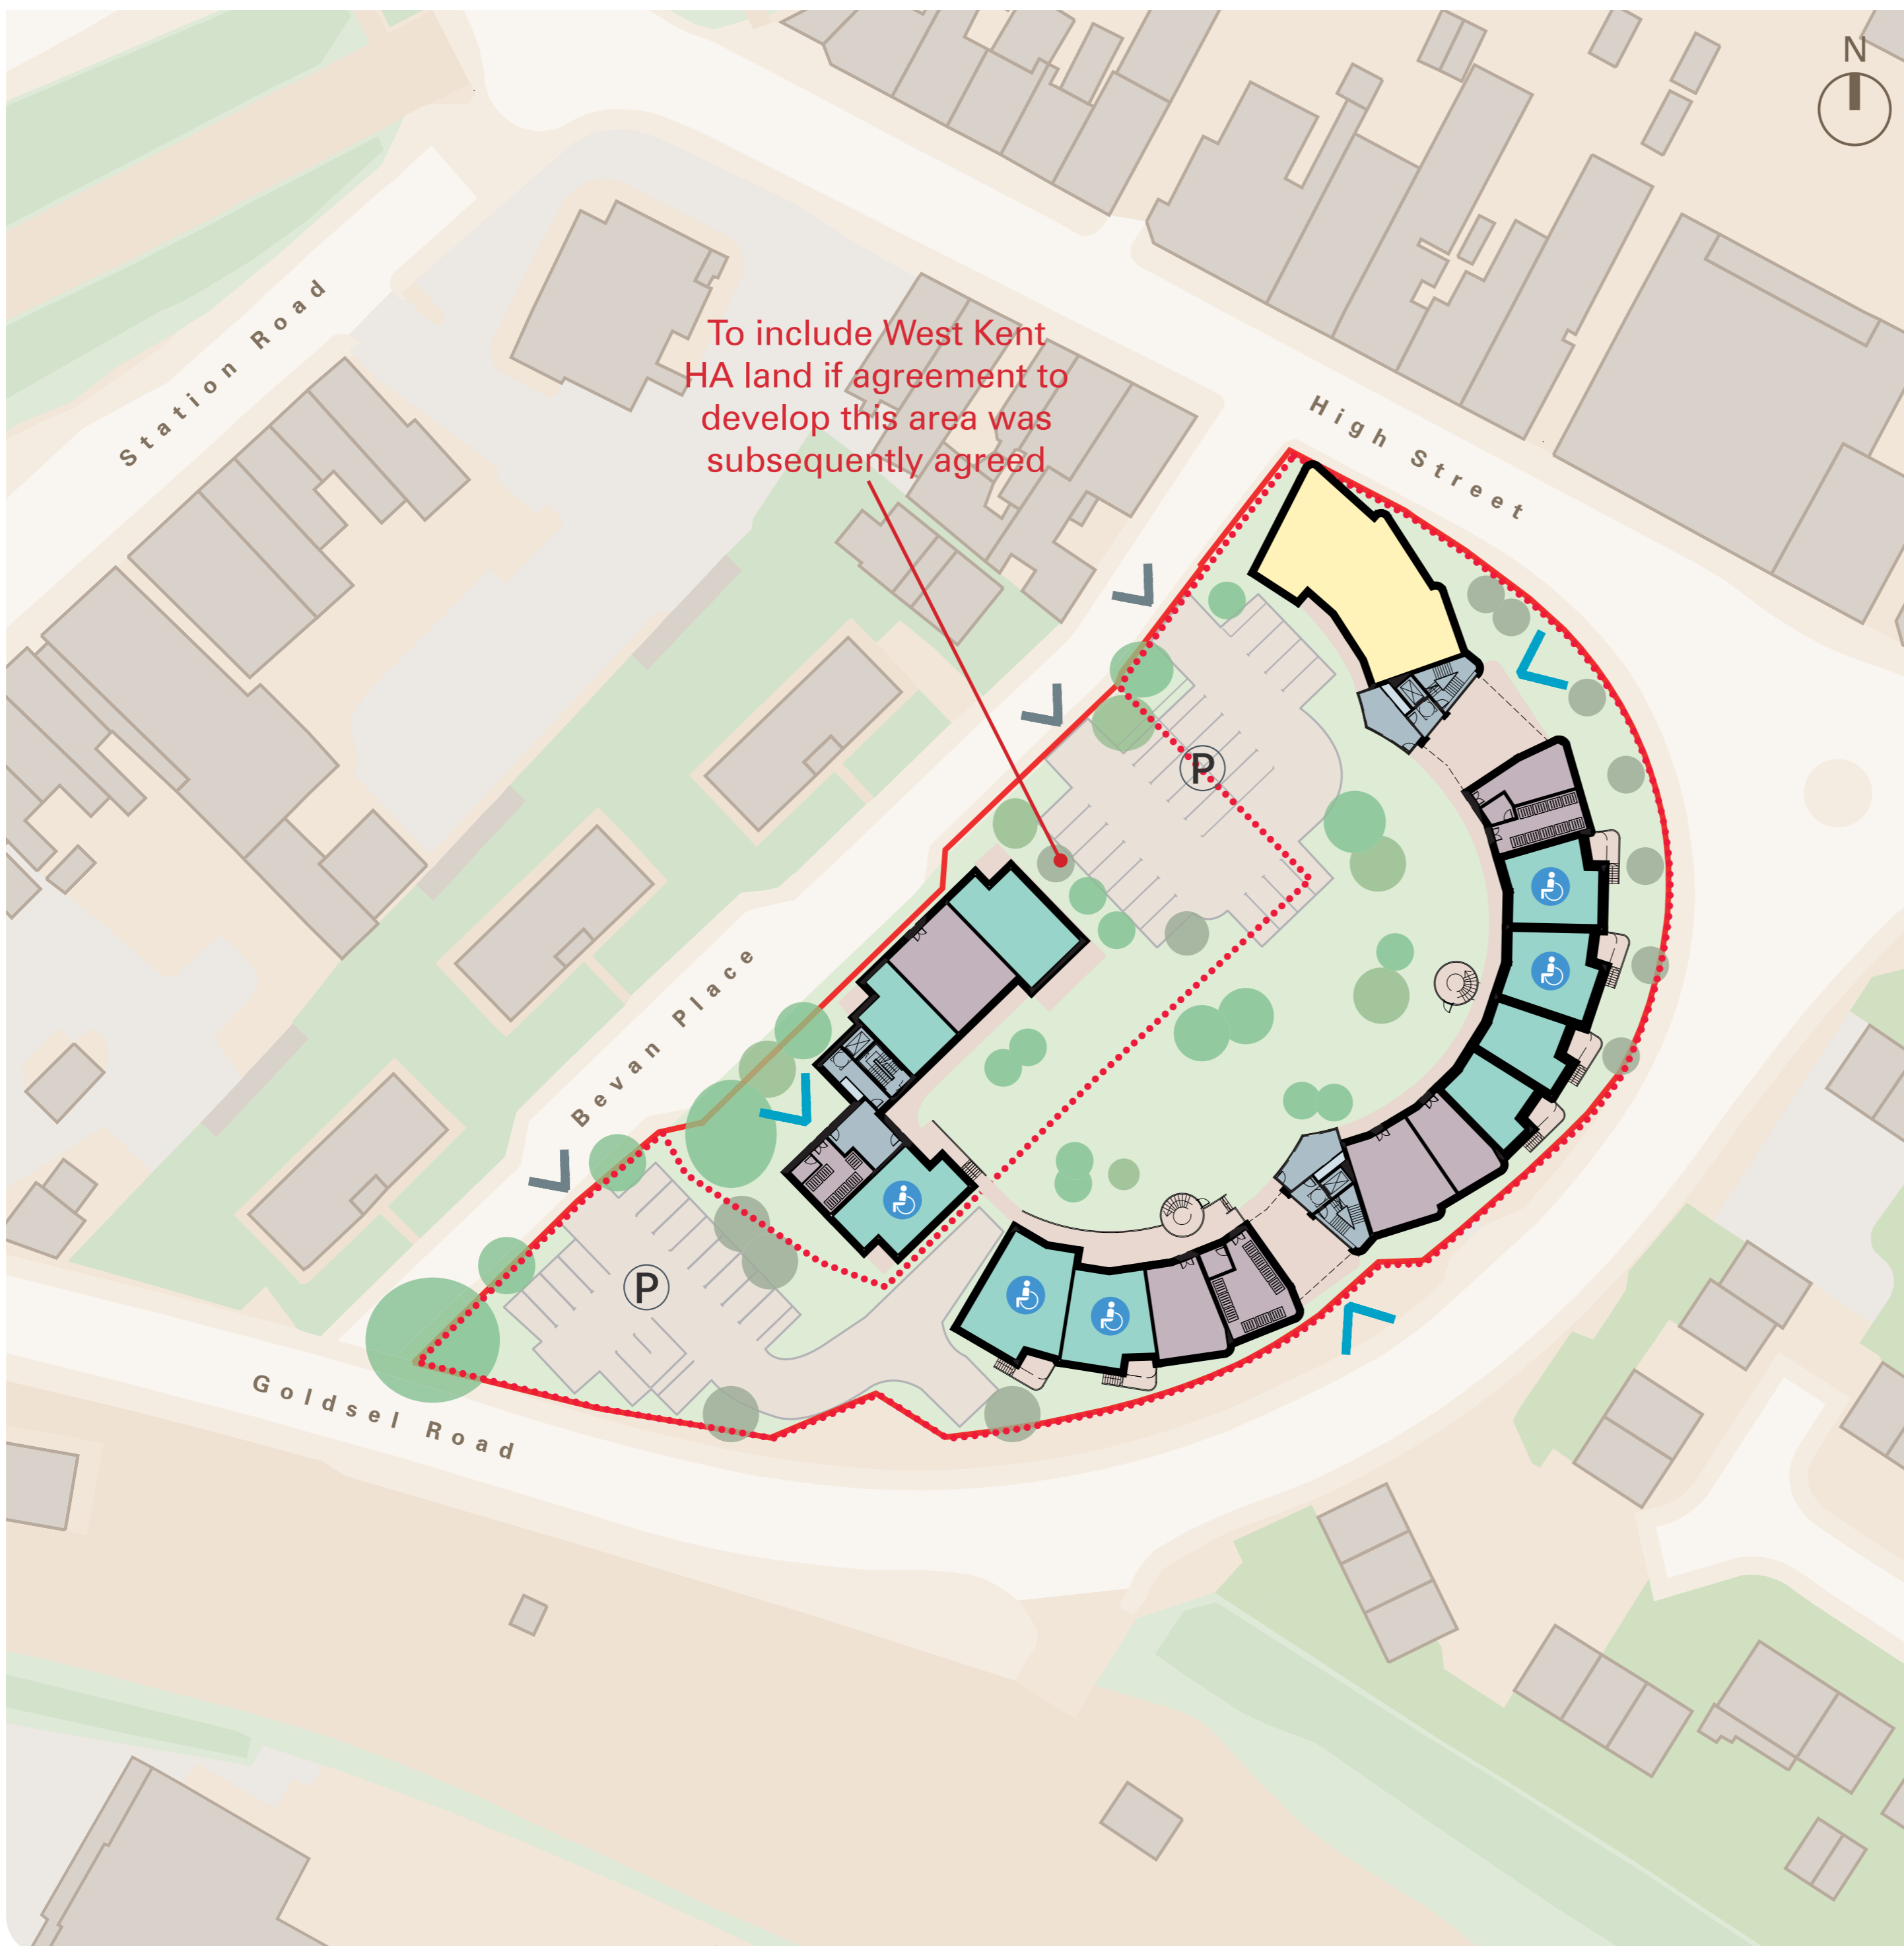 N
Station Road
To include West Kent
HA land if agreement to
develop this area was
subsequently agreed
High Street
P
Bevan Place
P
Goldsel Road